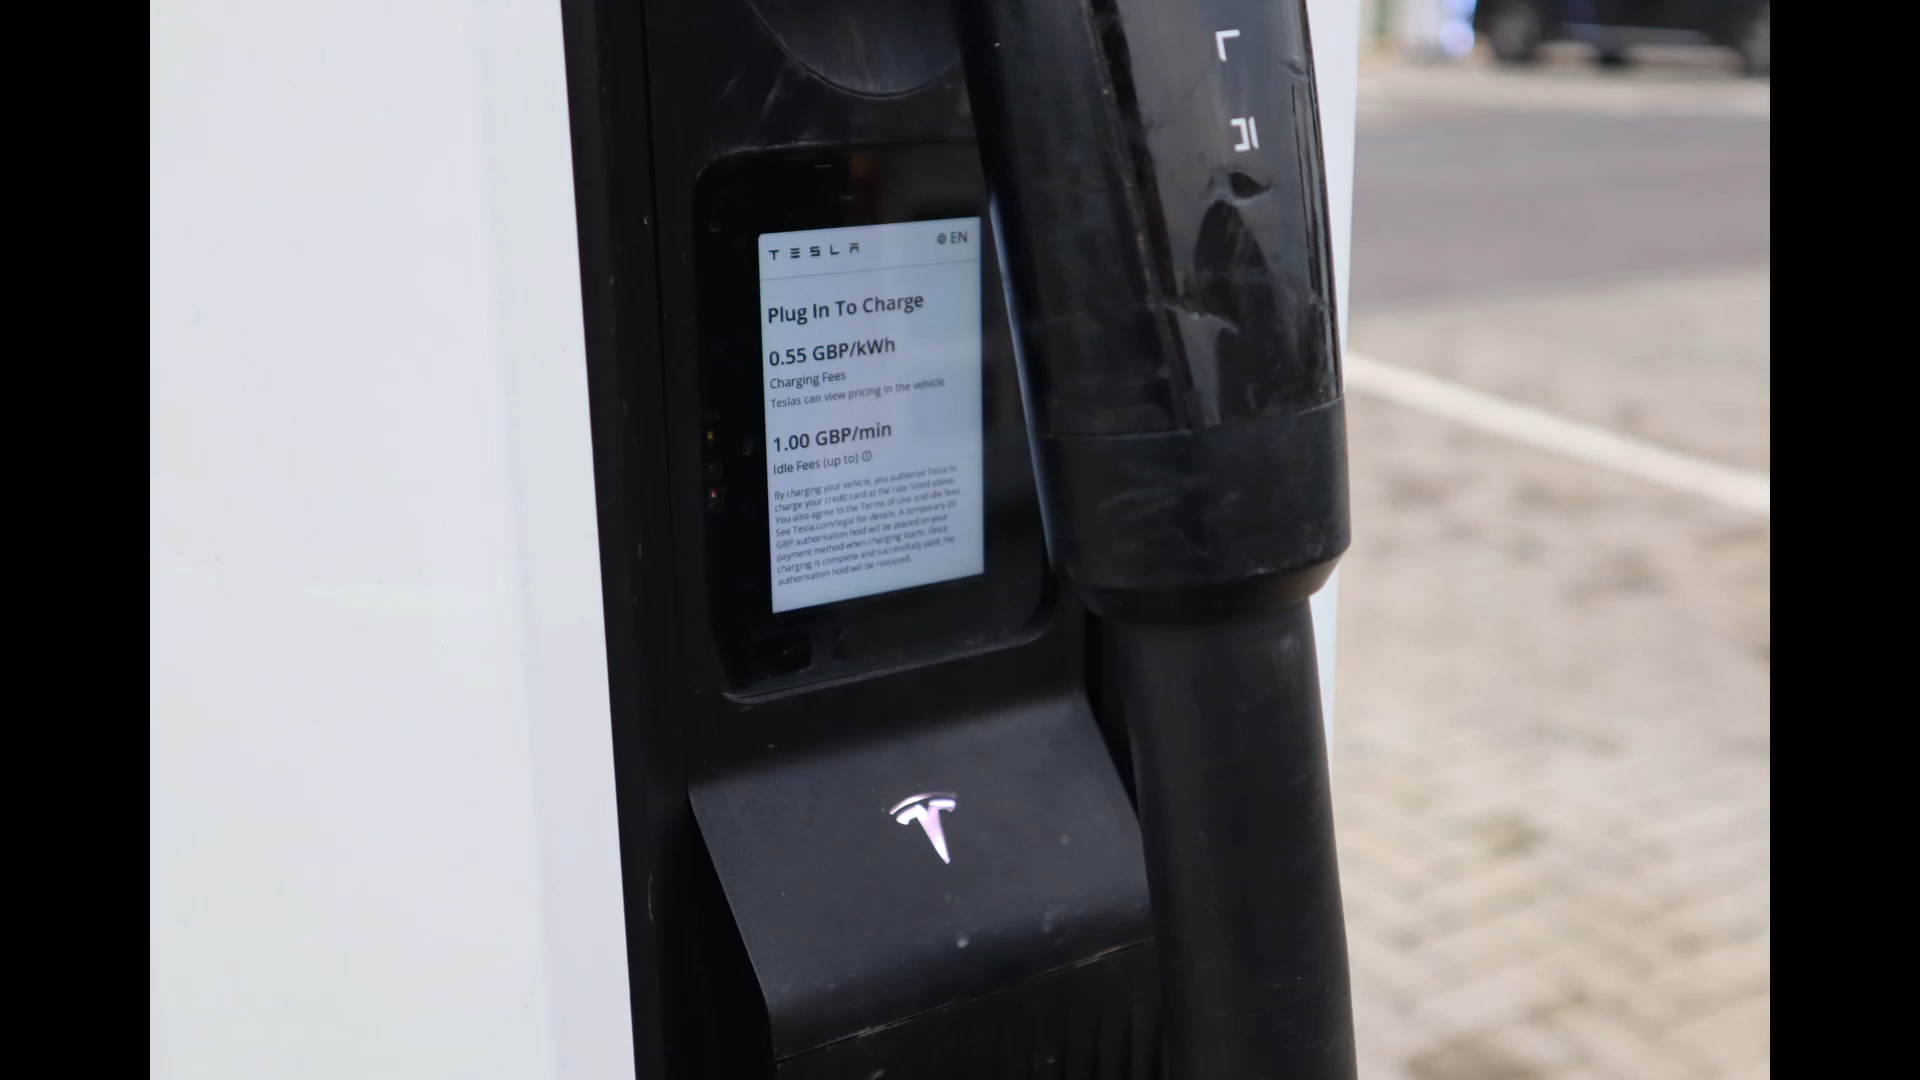 TESLA
EN
Plug In To Charge
0.55 GBP/kWh
Charging Fees
Teslas can view pricing in the vehicle
1.00 GBP/min
Idle Fees (up to)
By charging your vehicle, you authorise Tesla to
charge your credit card at the rate listed above.
You also agree to the Terms of Use and idle fees.
See Tesla.com/legal for details. A temporary 20
GBP authorisation hold will be placed on your
payment method when charging starts. Once
charging is complete and successfully paid, the
authorisation hold will be released.